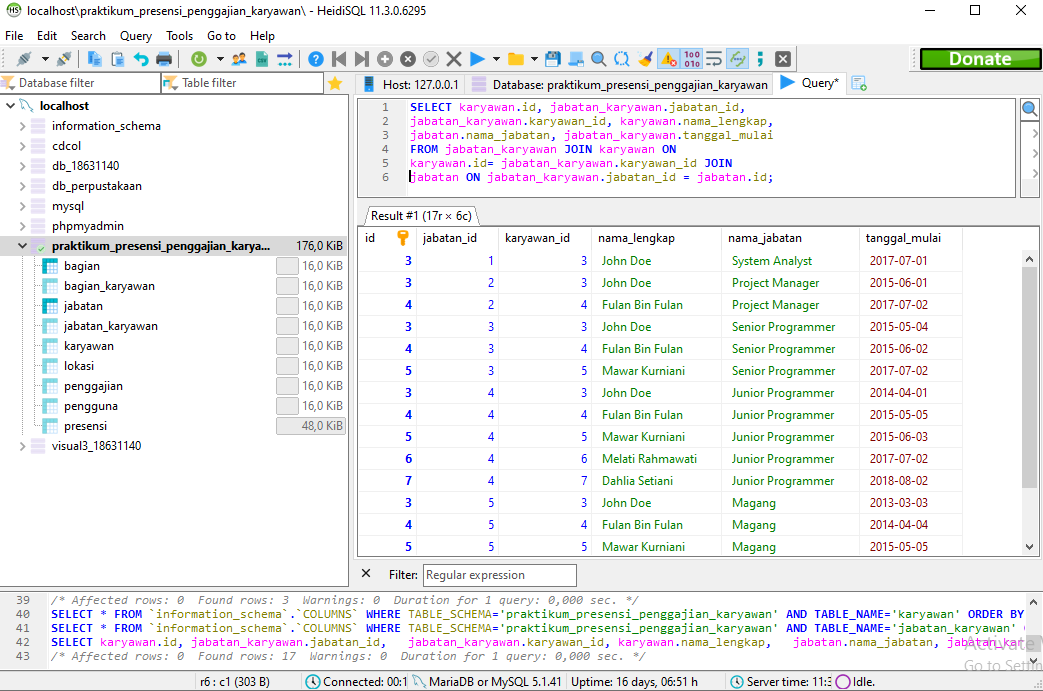 localhost\praktikum_presensi_penggajian_karyawan\ - HeidiSQL 11.3.0.6295
File Edit Search Query Tools Go to Help
Donate
Database filter
Table filter
Host: 127.0.0.1
Database: praktikum_presensi_penggajian_karyawan
Query*
localhost
information_schema
cdcol
db_18631140
db_perpustakaan
mysql
phpmyadmin
praktikum_presensi_penggajian_karya... 176,0 KiB
bagian 16,0 KiB
bagian_karyawan 16,0 KiB
jabatan 16,0 KiB
jabatan_karyawan 16,0 KiB
karyawan 16,0 KiB
lokasi 16,0 KiB
penggajian 16,0 KiB
pengguna 16,0 KiB
presensi 48,0 KiB
visual3_18631140
1 SELECT karyawan.id, jabatan_karyawan.jabatan_id,
2 jabatan_karyawan.karyawan_id, karyawan.nama_lengkap,
3 jabatan.nama_jabatan, jabatan_karyawan.tanggal_mulai
4 FROM jabatan_karyawan JOIN karyawan ON
5 karyawan.id= jabatan_karyawan.karyawan_id JOIN
6 jabatan ON jabatan_karyawan.jabatan_id = jabatan.id;
Result #1 (17r × 6c)
id jabatan_id karyawan_id nama_lengkap nama_jabatan tanggal_mulai
3 1 3 John Doe System Analyst 2017-07-01
3 2 3 John Doe Project Manager 2015-06-01
4 2 4 Fulan Bin Fulan Project Manager 2017-07-02
3 3 3 John Doe Senior Programmer 2015-05-04
4 3 4 Fulan Bin Fulan Senior Programmer 2015-06-02
5 3 5 Mawar Kurniani Senior Programmer 2017-07-02
3 4 3 John Doe Junior Programmer 2014-04-01
4 4 4 Fulan Bin Fulan Junior Programmer 2015-05-05
5 4 5 Mawar Kurniani Junior Programmer 2015-06-03
6 4 6 Melati Rahmawati Junior Programmer 2017-07-02
7 4 7 Dahlia Setiani Junior Programmer 2018-08-02
3 5 3 John Doe Magang 2013-03-03
4 5 4 Fulan Bin Fulan Magang 2014-04-04
5 5 5 Mawar Kurniani Magang 2015-05-05
Filter: Regular expression
39 /* Affected rows: 0 Found rows: 3 Warnings: 0 Duration for 1 query: 0,000 sec. */
40 SELECT * FROM `information_schema`.`COLUMNS` WHERE TABLE_SCHEMA='praktikum_presensi_penggajian_karyawan' AND TABLE_NAME='karyawan' ORDER BY
41 SELECT * FROM `information_schema`.`COLUMNS` WHERE TABLE_SCHEMA='praktikum_presensi_penggajian_karyawan' AND TABLE_NAME='jabatan_karyawan'
42 SELECT karyawan.id, jabatan_karyawan.jabatan_id, jabatan_karyawan.karyawan_id, karyawan.nama_lengkap, jabatan.nama_jabatan,
43 /* Affected rows: 0 Found rows: 17 Warnings: 0 Duration for 1 query: 0,000 sec. */
Activate
Go to Settin
r6 : c1 (303 B) Connected: 00:1 MariaDB or MySQL 5.1.41 Uptime: 16 days, 06:51 h Server time: 11:3 Idle.